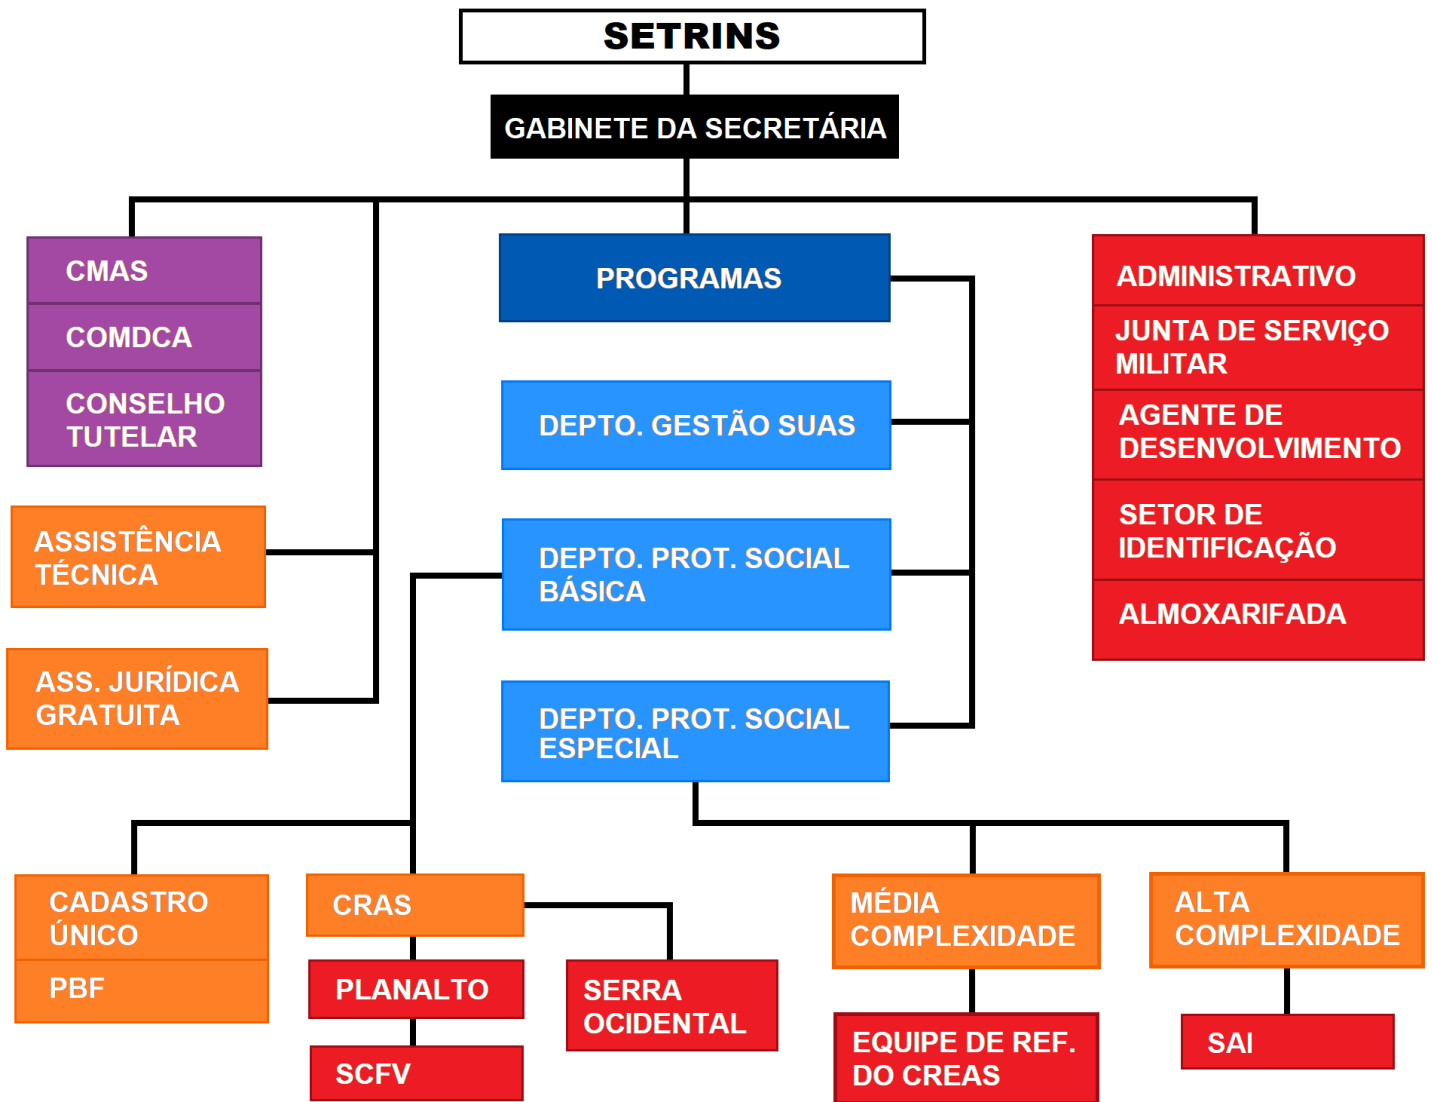 SETRINS
GABINETE DA SECRETÁRIA
CMAS
COMDCA
CONSELHO
TUTELAR
ASSISTÊNCIA
TÉCNICA
ASS. JURÍDICA
GRATUITA
PROGRAMAS
DEPTO. GESTÃO SUAS
DEPTO. PROT. SOCIAL
BÁSICA
DEPTO. PROT. SOCIAL
ESPECIAL
ADMINISTRATIVO
JUNTA DE SERVIÇO
MILITAR
AGENTE DE
DESENVOLVIMENTO
SETOR DE
IDENTIFICAÇÃO
ALMOXARIFADA
CADASTRO
ÚNICO
PBF
CRAS
PLANALTO
SCFV
SERRA
OCIDENTAL
MÉDIA
COMPLEXIDADE
EQUIPE DE REF.
DO CREAS
ALTA
COMPLEXIDADE
SAI